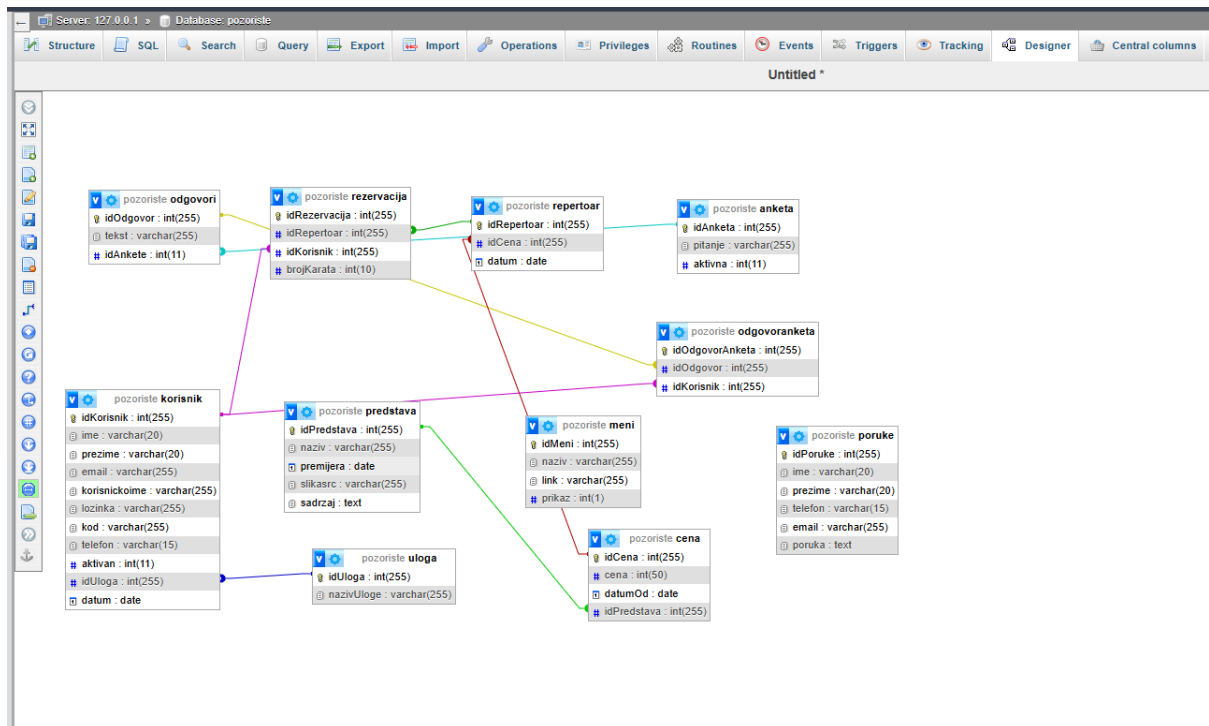 Server: 127.0.0.1 » Database: pozoriste
Structure SQL Search Query Export Import Operations Privileges Routines Events Triggers Tracking Designer Central columns
Untitled *
pozoriste odgovori
idOdgovor : int(255)
tekst : varchar(255)
idAnkete : int(11)
pozoriste rezervacija
idRezervacija : int(255)
idRepertoar : int(255)
idKorisnik : int(255)
brojKarata : int(10)
pozoriste repertoar
idRepertoar : int(255)
idCena : int(255)
datum : date
pozoriste anketa
idAnketa : int(255)
pitanje : varchar(255)
aktivna : int(11)
pozoriste odgovoranketa
idOdgovorAnketa : int(255)
idOdgovor : int(255)
idKorisnik : int(255)
pozoriste korisnik
idKorisnik : int(255)
ime : varchar(20)
prezime : varchar(20)
email : varchar(255)
korisnickoime : varchar(255)
lozinka : varchar(255)
kod : varchar(255)
telefon : varchar(15)
aktivan : int(11)
idUloga : int(255)
datum : date
pozoriste predstava
idPredstava : int(255)
naziv : varchar(255)
premijera : date
slikasrc : varchar(255)
sadrzaj : text
pozoriste meni
idMeni : int(255)
naziv : varchar(255)
link : varchar(255)
prikaz : int(1)
pozoriste poruke
idPoruke : int(255)
ime : varchar(20)
prezime : varchar(20)
telefon : varchar(15)
email : varchar(255)
poruka : text
pozoriste uloga
idUloga : int(255)
nazivUloge : varchar(255)
pozoriste cena
idCena : int(255)
cena : int(50)
datumOd : date
idPredstava : int(255)